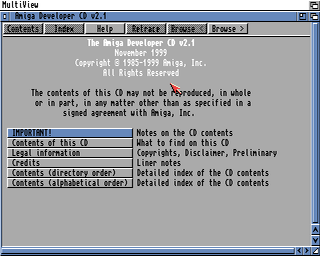 MultiView
Amiga Developer CD v2.1
Contents Index Help Retrace Browse < Browse >
The Amiga Developer CD v2.1
November 1999
Copyright © 1985-1999 Amiga, Inc.
All Rights Reserved
The contents of this CD may not be reproduced, in whole
or in part, in any matter other than as specified in a
signed agreement with Amiga, Inc.
IMPORTANT! Notes on the CD contents
Contents of this CD What to find on this CD
Legal information Copyrights, Disclaimer, Preliminary
Credits Liner notes
Contents (directory order) Detailed index of the CD contents
Contents (alphabetical order) Detailed index of the CD contents